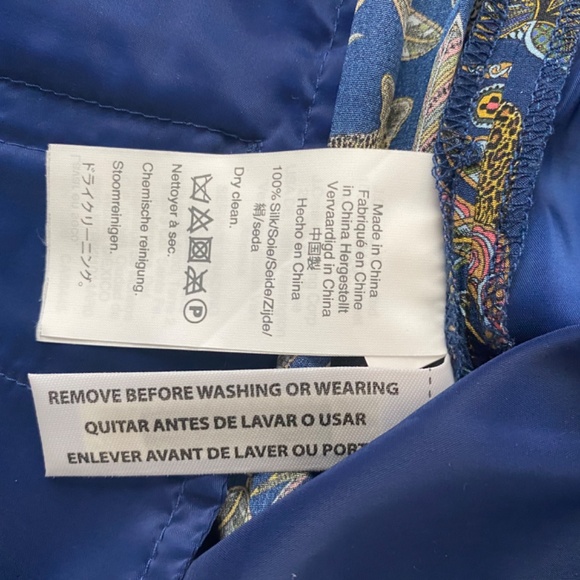 Made in China
Fabriqué en Chine
in China Hergestellt
Vervaardigd in China
中国製
Hecho en China
100% Silk/Soie/Seide/Zijde/
絹/seda
Dry clean.
P
Nettoyer à sec.
Chemische reinigung.
Stoomreinigen.
ドライクリーニング。
REMOVE BEFORE WASHING OR WEARING
QUITAR ANTES DE LAVAR O USAR
ENLEVER AVANT DE LAVER OU